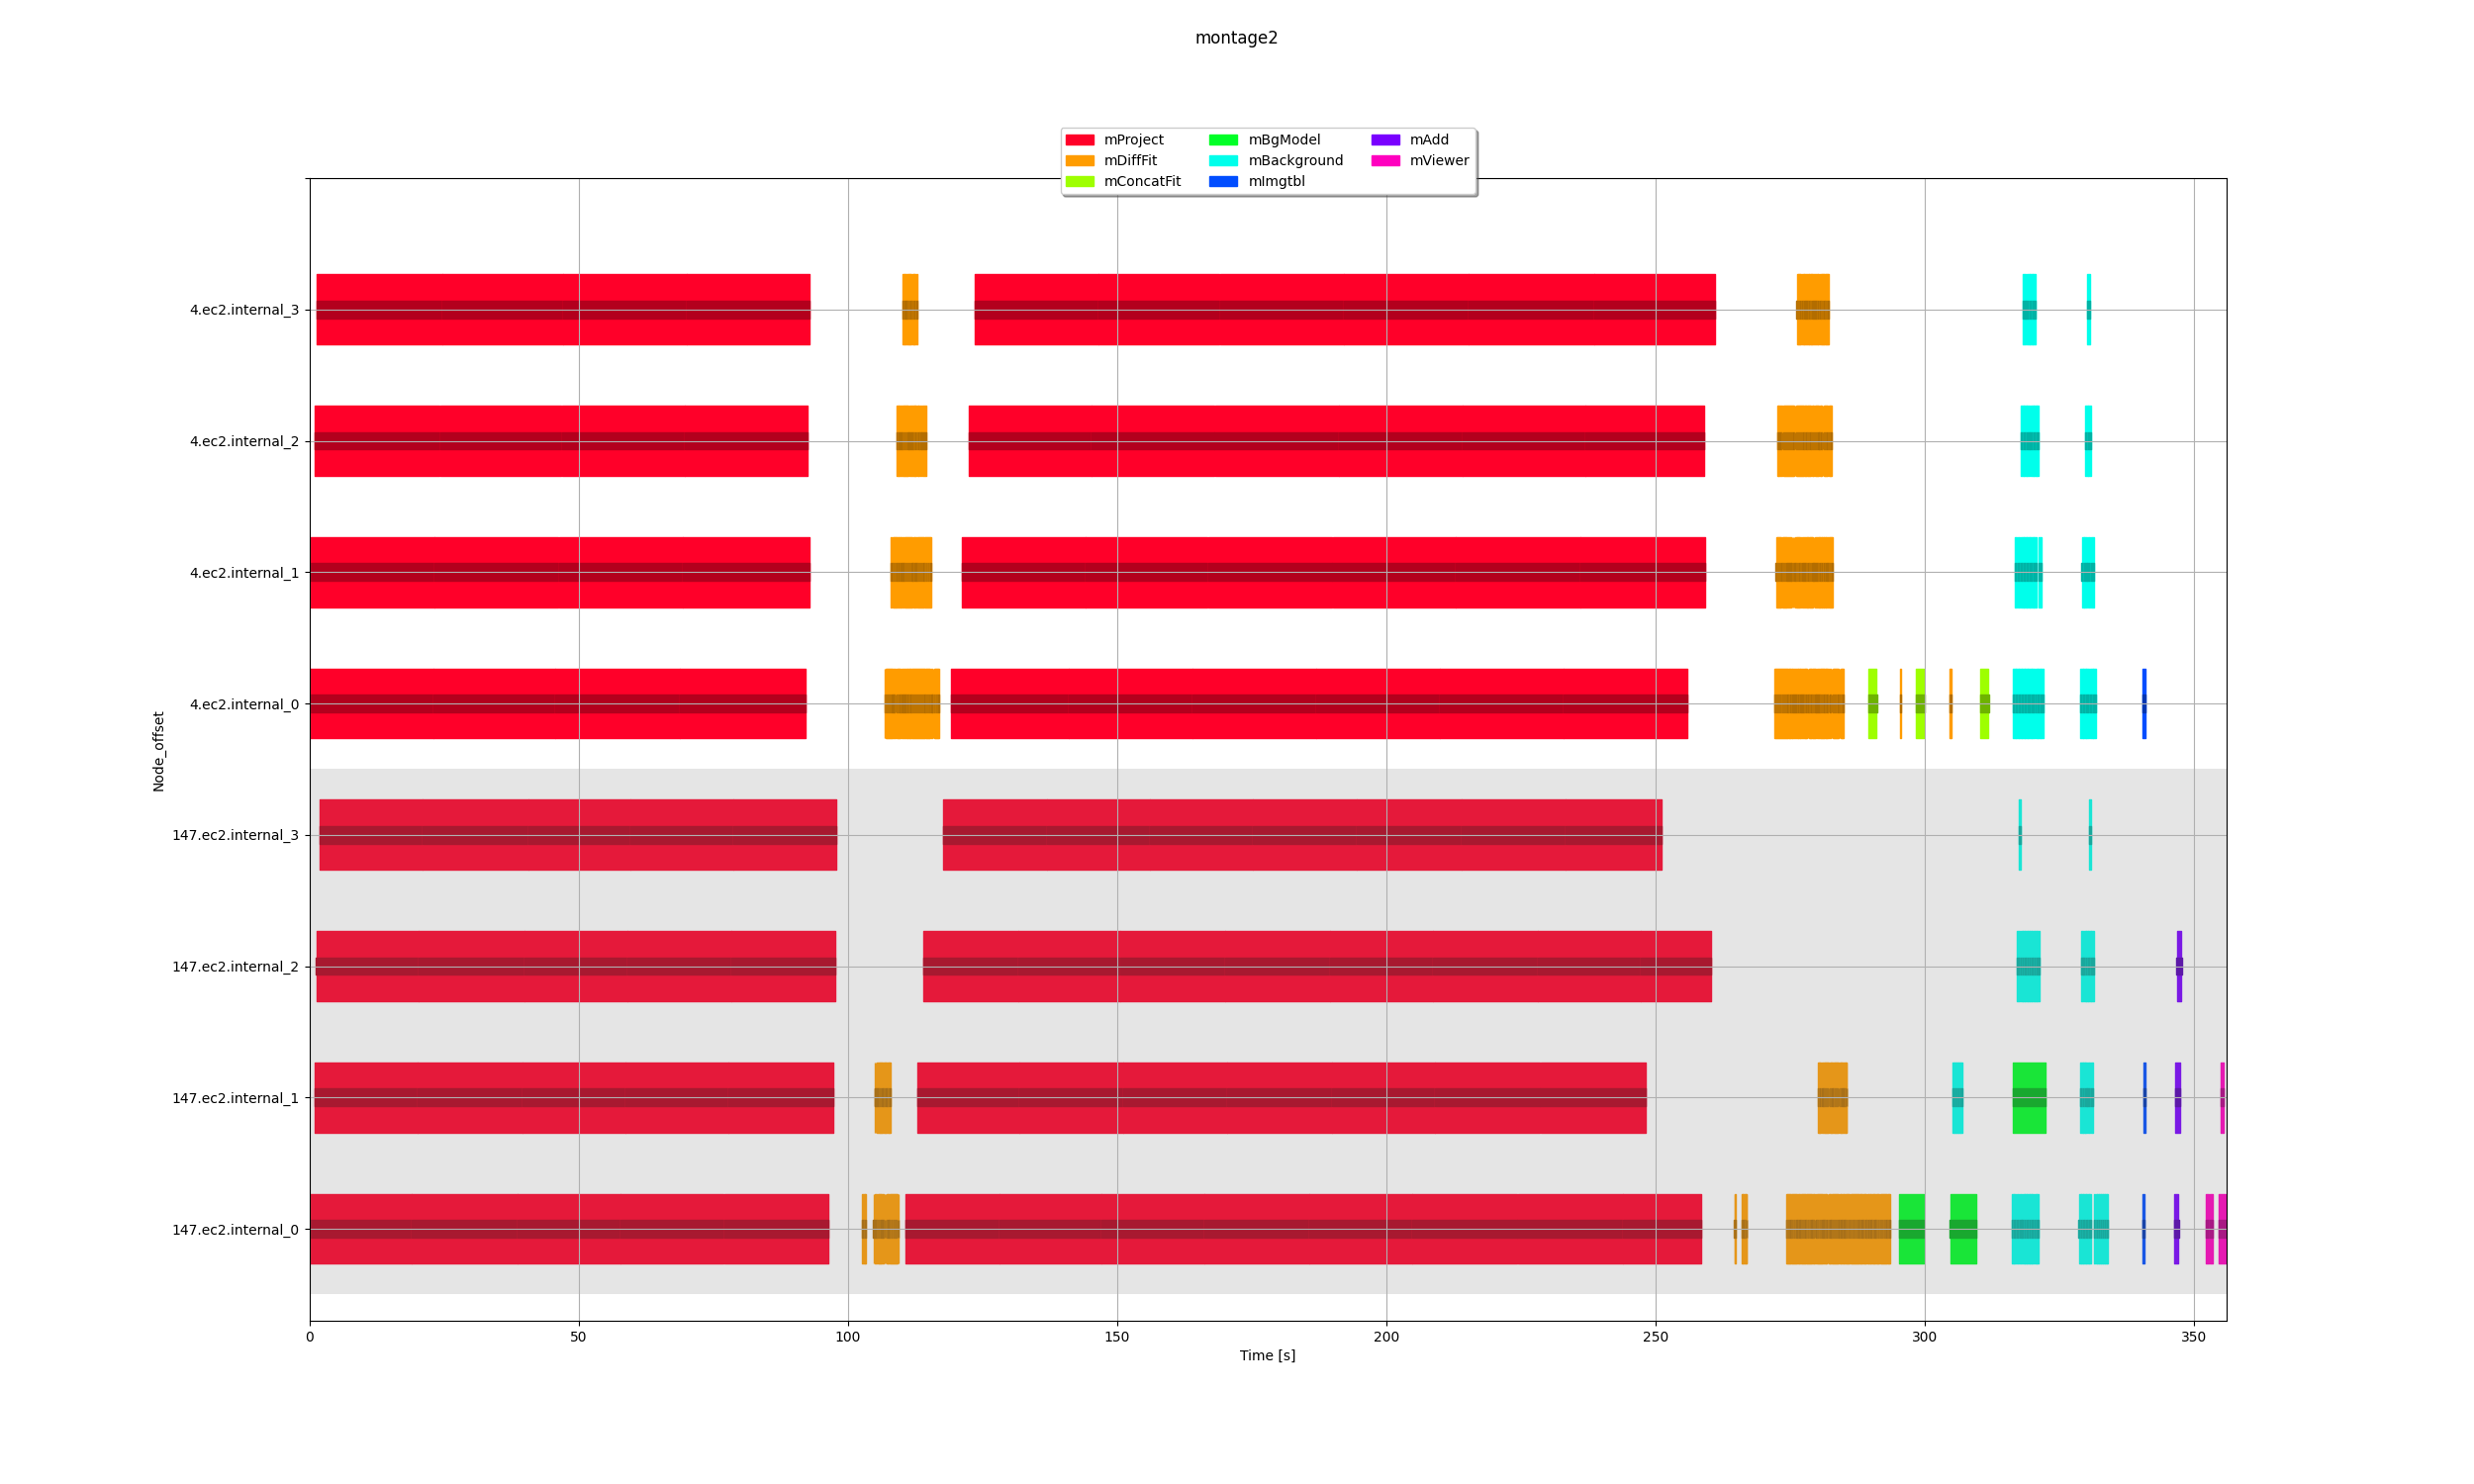 montage2
mProject mBgModel mAdd
mDiffFit mBackground mViewer
mConcatFit mImgtbl
4.ec2.internal_3
4.ec2.internal_2
4.ec2.internal_1
4.ec2.internal_0
147.ec2.internal_3
147.ec2.internal_2
147.ec2.internal_1
147.ec2.internal_0
Node_offset
0 50 100 150 200 250 300 350
Time [s]